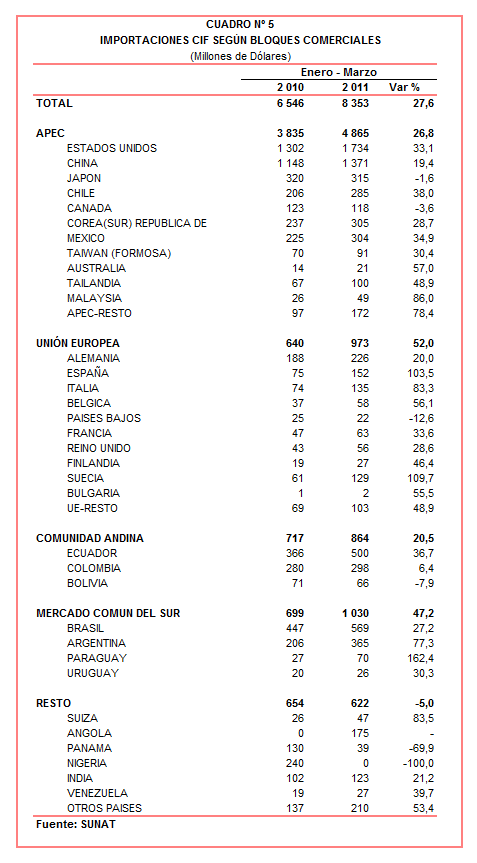 CUADRO Nº 5
IMPORTACIONES CIF SEGÚN BLOQUES COMERCIALES
(Millones de Dólares)
Enero - Marzo
2 010 2 011 Var %
TOTAL 6 546 8 353 27,6
APEC 3 835 4 865 26,8
ESTADOS UNIDOS 1 302 1 734 33,1
CHINA 1 148 1 371 19,4
JAPON 320 315 -1,6
CHILE 206 285 38,0
CANADA 123 118 -3,6
COREA(SUR) REPUBLICA DE 237 305 28,7
MEXICO 225 304 34,9
TAIWAN (FORMOSA) 70 91 30,4
AUSTRALIA 14 21 57,0
TAILANDIA 67 100 48,9
MALAYSIA 26 49 86,0
APEC-RESTO 97 172 78,4
UNIÓN EUROPEA 640 973 52,0
ALEMANIA 188 226 20,0
ESPAÑA 75 152 103,5
ITALIA 74 135 83,3
BELGICA 37 58 56,1
PAISES BAJOS 25 22 -12,6
FRANCIA 47 63 33,6
REINO UNIDO 43 56 28,6
FINLANDIA 19 27 46,4
SUECIA 61 129 109,7
BULGARIA 1 2 55,5
UE-RESTO 69 103 48,9
COMUNIDAD ANDINA 717 864 20,5
ECUADOR 366 500 36,7
COLOMBIA 280 298 6,4
BOLIVIA 71 66 -7,9
MERCADO COMUN DEL SUR 699 1 030 47,2
BRASIL 447 569 27,2
ARGENTINA 206 365 77,3
PARAGUAY 27 70 162,4
URUGUAY 20 26 30,3
RESTO 654 622 -5,0
SUIZA 26 47 83,5
ANGOLA 0 175 -
PANAMA 130 39 -69,9
NIGERIA 240 0 -100,0
INDIA 102 123 21,2
VENEZUELA 19 27 39,7
OTROS PAISES 137 210 53,4
Fuente: SUNAT